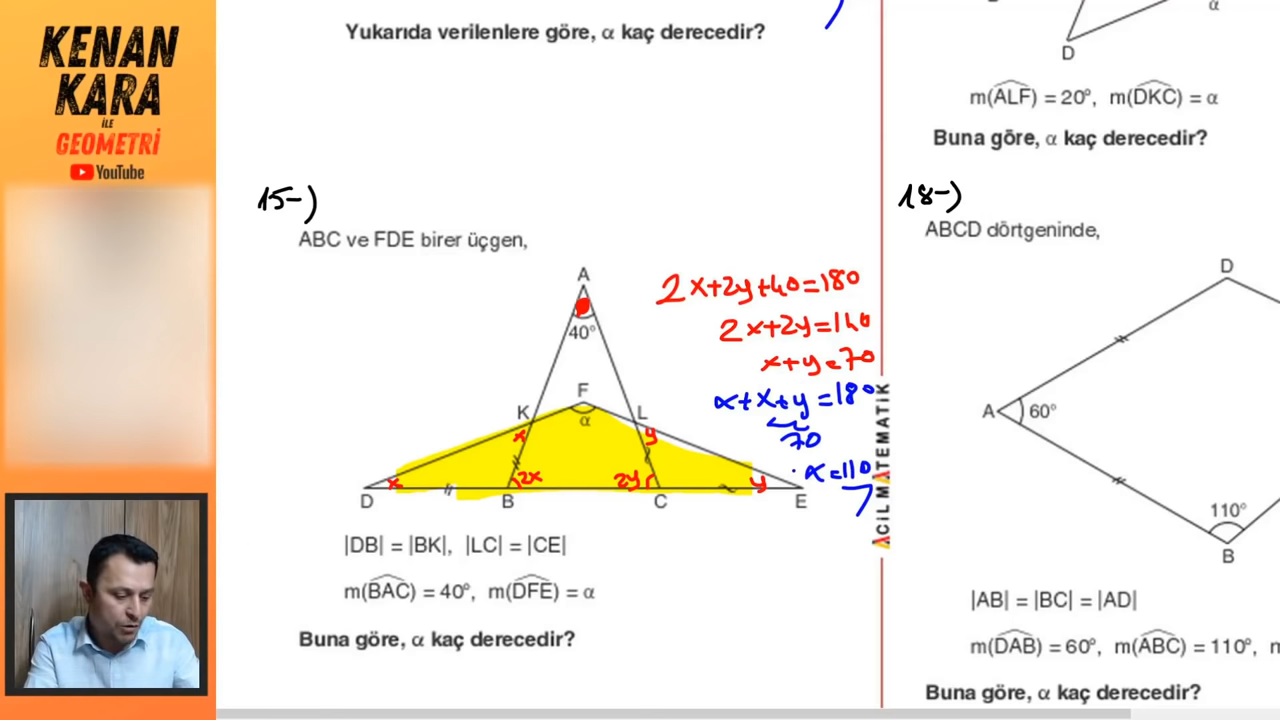 KENAN
KARA
İLE
GEOMETRİ
YouTube
Yukarıda verilenlere göre, α kaç derecedir?
15-)
ABC ve FDE birer üçgen,
A
40°
F
α
K
L
x
y
x
2x
2y
y
D
B
C
E
2x+2y+40=180
2x+2y=140
x+y=70
α+x+y=180
70
α=110
|DB| = |BK|, |LC| = |CE|
m(BAC) = 40°, m(DFE) = α
Buna göre, α kaç derecedir?
ACİL MATEMATİK
α
D
m(ALF) = 20°, m(DKC) = α
Buna göre, α kaç derecedir?
18-)
ABCD dörtgeninde,
D
A
60°
110°
B
|AB| = |BC| = |AD|
m(DAB) = 60°, m(ABC) = 110°,
Buna göre, α kaç derecedir?